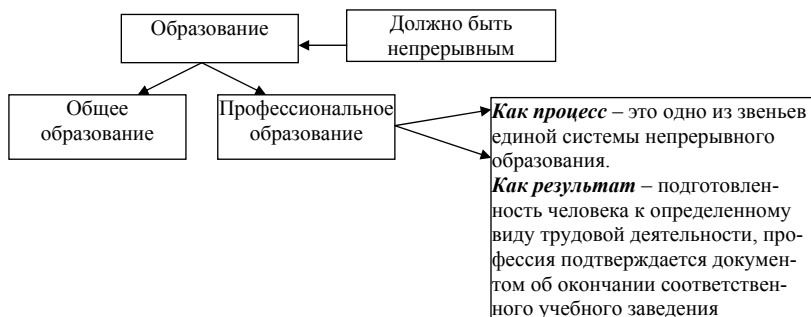 Образование
Должно быть
непрерывным
Общее
образование
Профессиональное
образование
Как процесс – это одно из звеньев
единой системы непрерывного
образования.
Как результат – подготовлен-
ность человека к определенному
виду трудовой деятельности, про-
фессия подтверждается докумен-
том об окончании соответствен-
ного учебного заведения